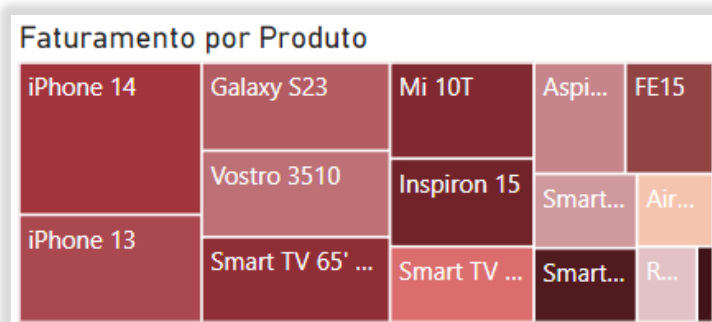 Faturamento por Produto
iPhone 14
Galaxy S23
Mi 10T
Aspi...
FE15
Vostro 3510
Inspiron 15
Smart...
Air...
iPhone 13
Smart TV 65' ...
Smart TV ...
Smart...
R...